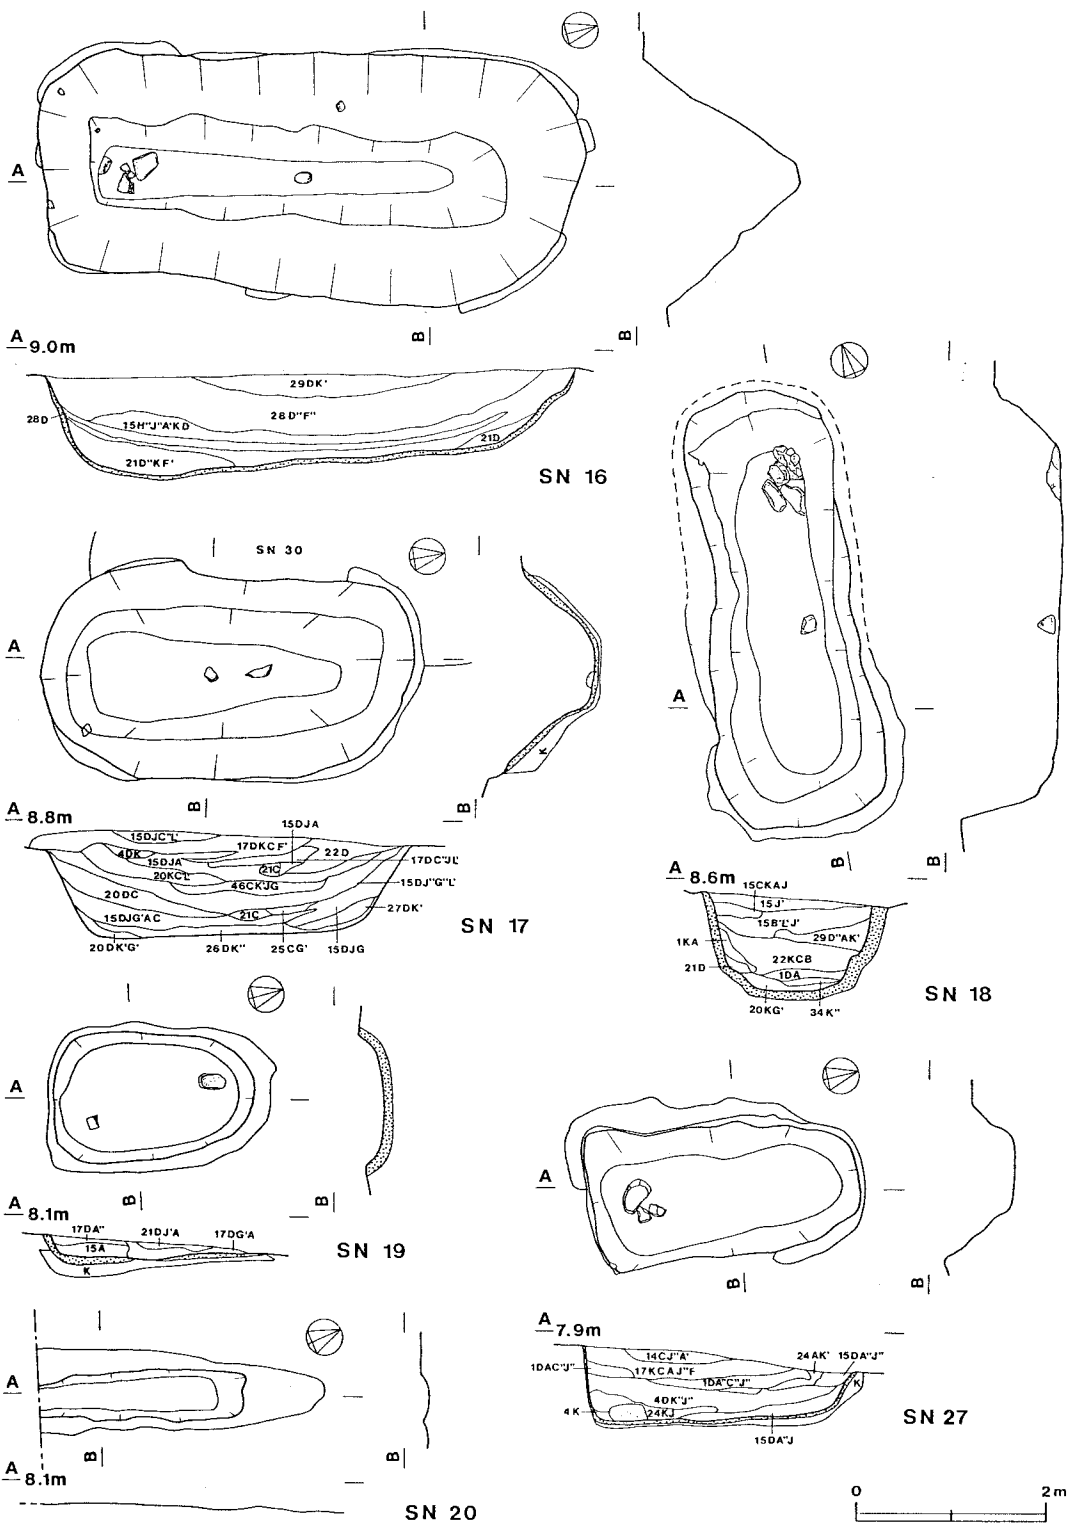 A
B
B
A 9.0m
29DK'
28D"F"
28D
15H"J"A'KD
21D
21D"KF'
SN 16
SN 30
A
K
B
B
A 8.8m
15DJA
15DJC"L'
17DKCF'
4DK
22D
15DJA
21C
17DC"JL'
20KCL'
46CK'JG
15DJ"G"L'
20DC
27DK'
15DJG'AC
21C
20DK'G'
26DK"
25CG'
15DJG
SN 17
A
B
B
A 8.6m
15CKAJ
15J'
15B'L'J'
29D"AK'
1KA
22KCB
21D
1DA
20KG'
34K"
SN 18
A
B
B
A 8.1m
17DA"
21DJ'A
17DG'A
15A
K
SN 19
A
B
B
A 7.9m
24AK'
15DA"J"
14CJ"A'
1DAC"J"
17KCAJ"F
1DA"C"J"
K
4DK"J"
4K
24KJ
15DA"J
SN 27
A
B
B
A 8.1m
SN 20
0 2m